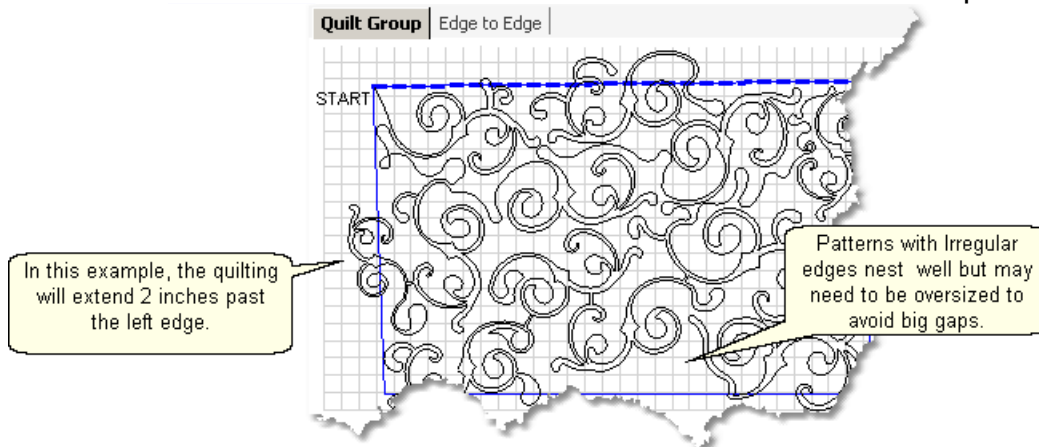 Quilt Group Edge to Edge
START
In this example, the quilting
will extend 2 inches past
the left edge.
Patterns with Irregular
edges nest well but may
need to be oversized to
avoid big gaps.